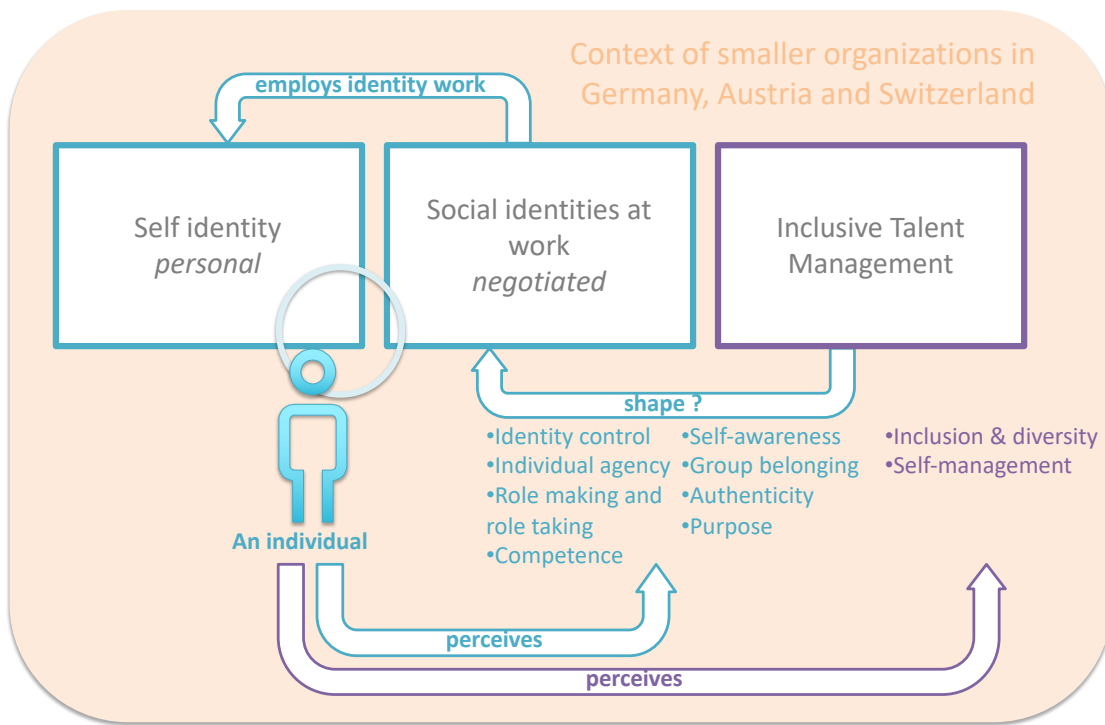 Context of smaller organizations in
Germany, Austria and Switzerland
employs identity work
Self identity
personal
Social identities at
work
negotiated
Inclusive Talent
Management
shape ?
•Identity control
•Individual agency
•Role making and
role taking
•Competence
•Self-awareness
•Group belonging
•Authenticity
•Purpose
•Inclusion & diversity
•Self-management
An individual
perceives
perceives